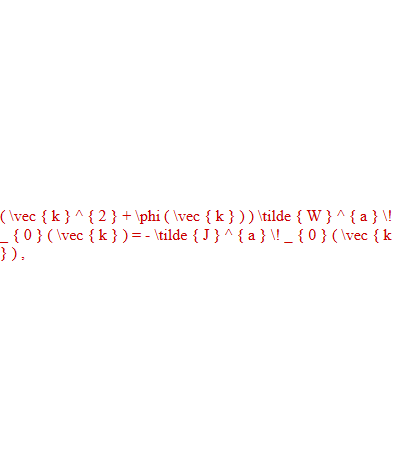 ( \vec { k } ^ { 2 } + \phi ( \vec { k } ) ) \tilde { W } ^ { a } \!
_ { 0 } ( \vec { k } ) = - \tilde { J } ^ { a } \! _ { 0 } ( \vec { k
} ) ,